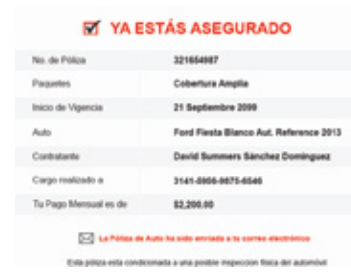 YA ESTÁS ASEGURADO
No. de Póliza 321654987
Paquetes Cobertura Amplia
Inicio de Vigencia 21 Septiembre 2099
Auto Ford Fiesta Blanco Aut. Reference 2013
Contratante David Summers Sánchez Domínguez
Cargo realizado a 3141-5956-9875-6546
Tu Pago Mensual es de $2,200.00
La Póliza de Auto ha sido enviada a tu correo electrónico
Esta póliza esta condicionada a una posible inspeccion física del automóvil